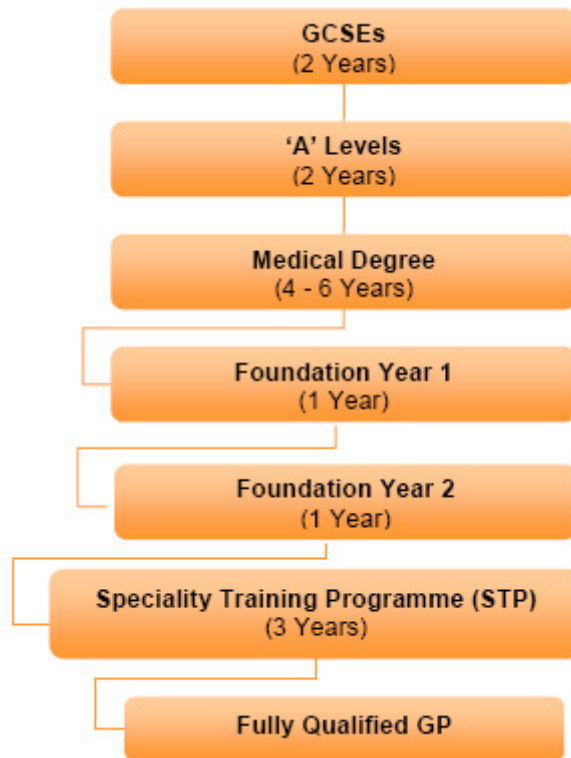 GCSEs
(2 Years)
‘A’ Levels
(2 Years)
Medical Degree
(4 - 6 Years)
Foundation Year 1
(1 Year)
Foundation Year 2
(1 Year)
Speciality Training Programme (STP)
(3 Years)
Fully Qualified GP